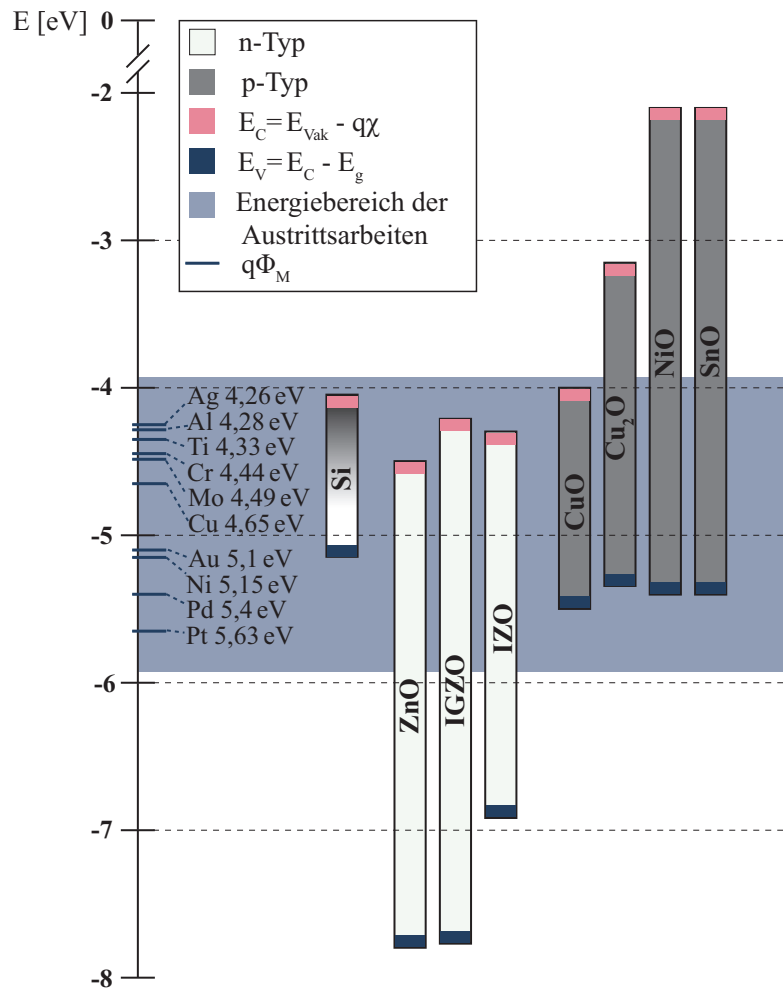 E [eV]
0
-2
-3
-4
-5
-6
-7
-8
n-Typ
p-Typ
E_C=E_Vak - qχ
E_V=E_C - E_g
Energiebereich der
Austrittsarbeiten
qΦ_M
Ag 4,26 eV
Al 4,28 eV
Ti 4,33 eV
Cr 4,44 eV
Mo 4,49 eV
Cu 4,65 eV
Au 5,1 eV
Ni 5,15 eV
Pd 5,4 eV
Pt 5,63 eV
Si
ZnO
IGZO
IZO
CuO
Cu₂O
NiO
SnO